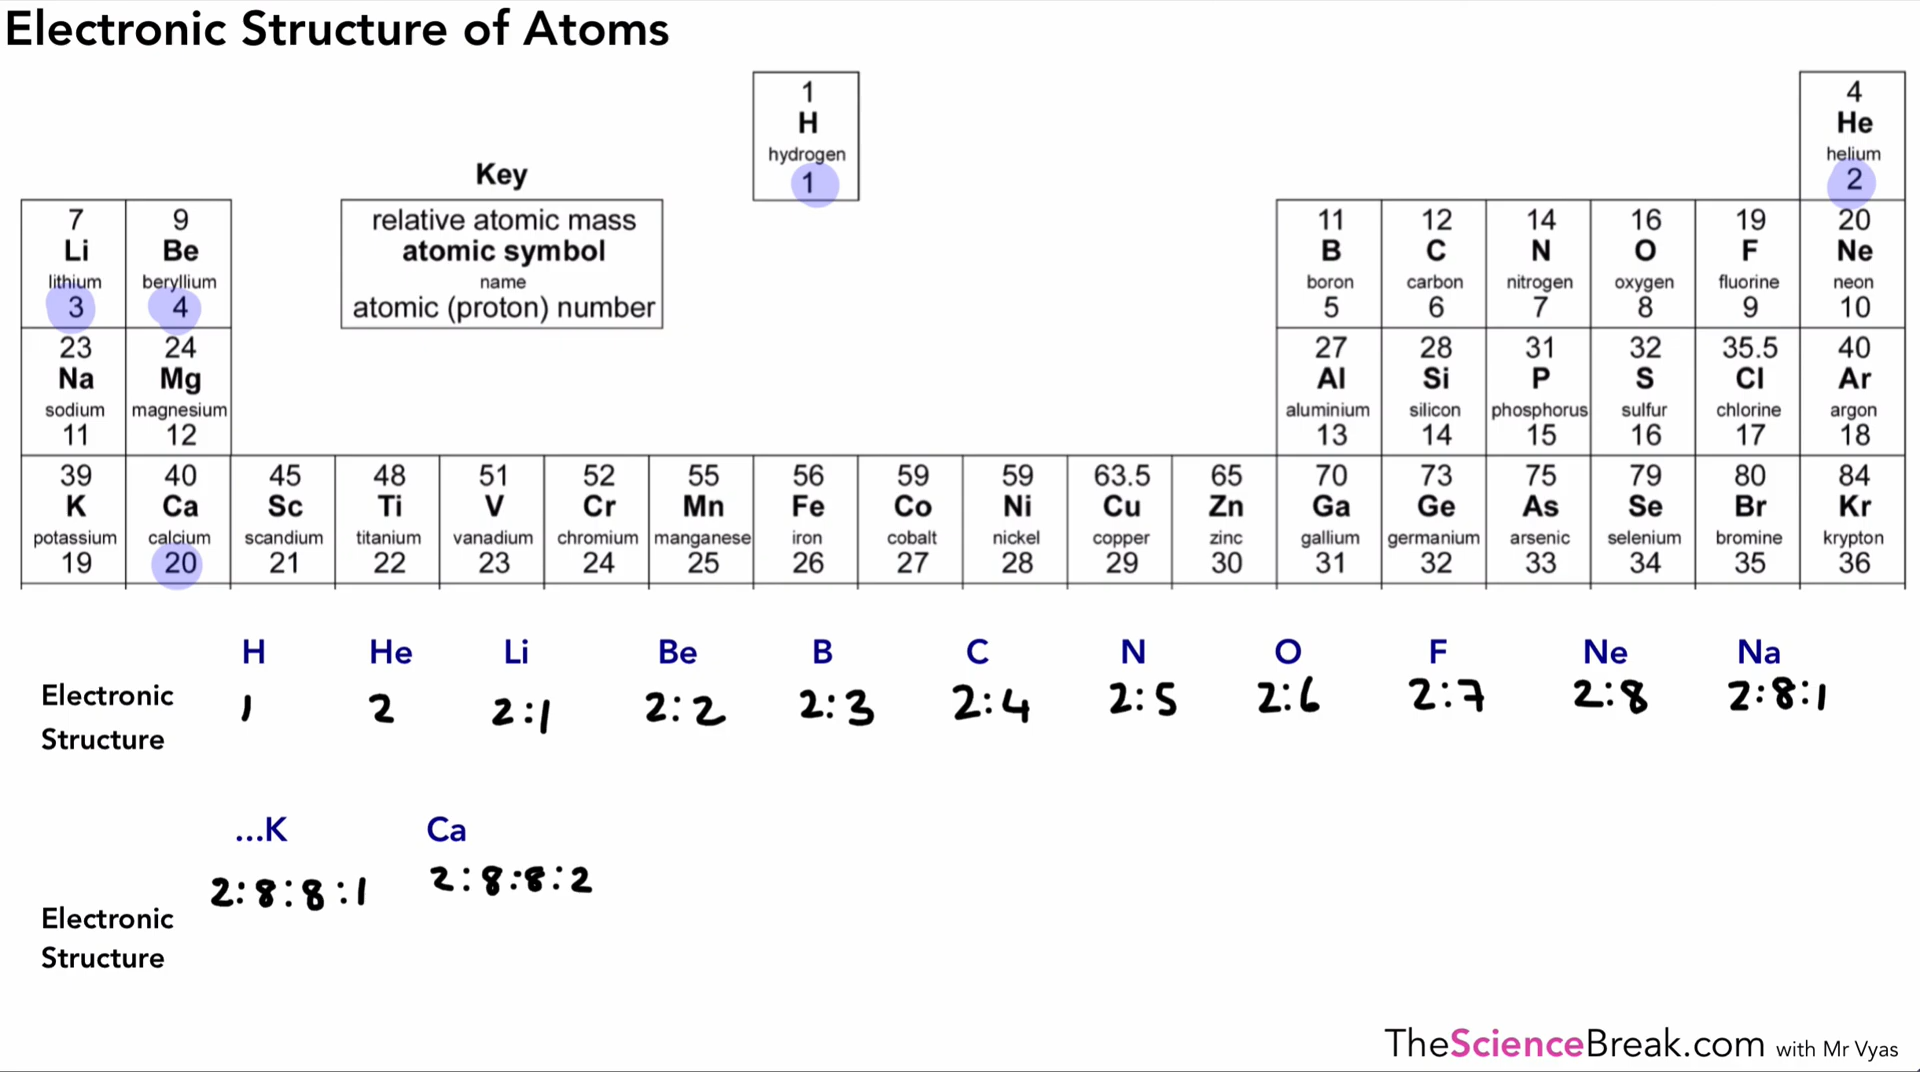 Electronic Structure of Atoms
1
H
hydrogen
1
4
He
helium
2
Key
relative atomic mass
atomic symbol
name
atomic (proton) number
7 9 11 12 14 16 19 20
Li Be B C N O F Ne
lithium beryllium boron carbon nitrogen oxygen fluorine neon
3 4 5 6 7 8 9 10
23 24 27 28 31 32 35.5 40
Na Mg Al Si P S Cl Ar
sodium magnesium aluminium silicon phosphorus sulfur chlorine argon
11 12 13 14 15 16 17 18
39 40 45 48 51 52 55 56 59 59 63.5 65 70 73 75 79 80 84
K Ca Sc Ti V Cr Mn Fe Co Ni Cu Zn Ga Ge As Se Br Kr
potassium calcium scandium titanium vanadium chromium manganese iron cobalt nickel copper zinc gallium germanium arsenic selenium bromine krypton
19 20 21 22 23 24 25 26 27 28 29 30 31 32 33 34 35 36
H He Li Be B C N O F Ne Na
Electronic
Structure
1 2 2:1 2:2 2:3 2:4 2:5 2:6 2:7 2:8 2:8:1
...K Ca
2:8:8:1 2:8:8:2
Electronic
Structure
TheScienceBreak.com with Mr Vyas